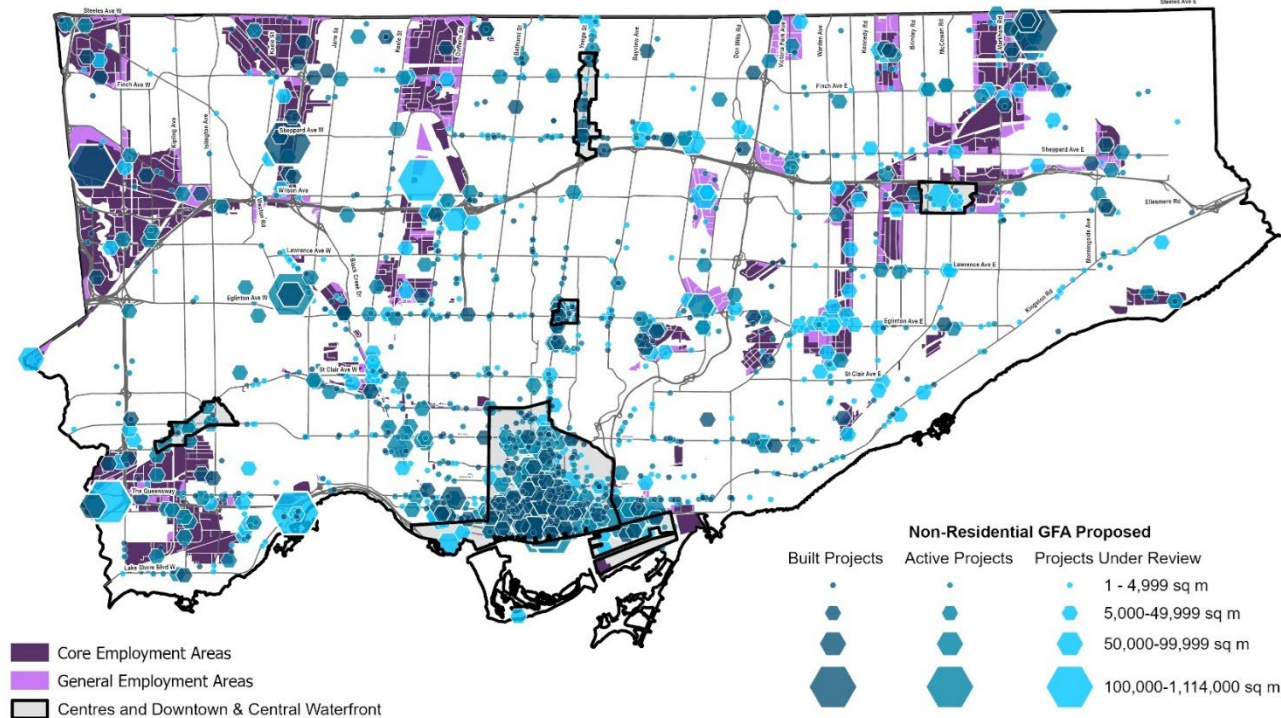 Steeles Ave W
Steeles Ave E
Keele St
Jane St
Keele St
Dufferin St
Bathurst St
Yonge St
Bayview Ave
Don Mills Rd
Victoria Park Ave
Warden Ave
Kennedy Rd
Brimley Rd
McCowan Rd
Markham Rd
Finch Ave W
Finch Ave E
Kipling Ave
Islington Ave
Sheppard Ave W
Sheppard Ave E
Wilson Ave
Weston Rd
Ellesmere Rd
Morningside Ave
Lawrence Ave W
Black Creek Dr
Lawrence Ave E
Kingston Rd
Eglinton Ave W
Eglinton Ave E
St Clair Ave W
St Clair Ave E
The Queensway
Lake Shore Blvd W
Non-Residential GFA Proposed
Built Projects Active Projects Projects Under Review
1 - 4,999 sq m
5,000-49,999 sq m
50,000-99,999 sq m
100,000-1,114,000 sq m
Core Employment Areas
General Employment Areas
Centres and Downtown & Central Waterfront